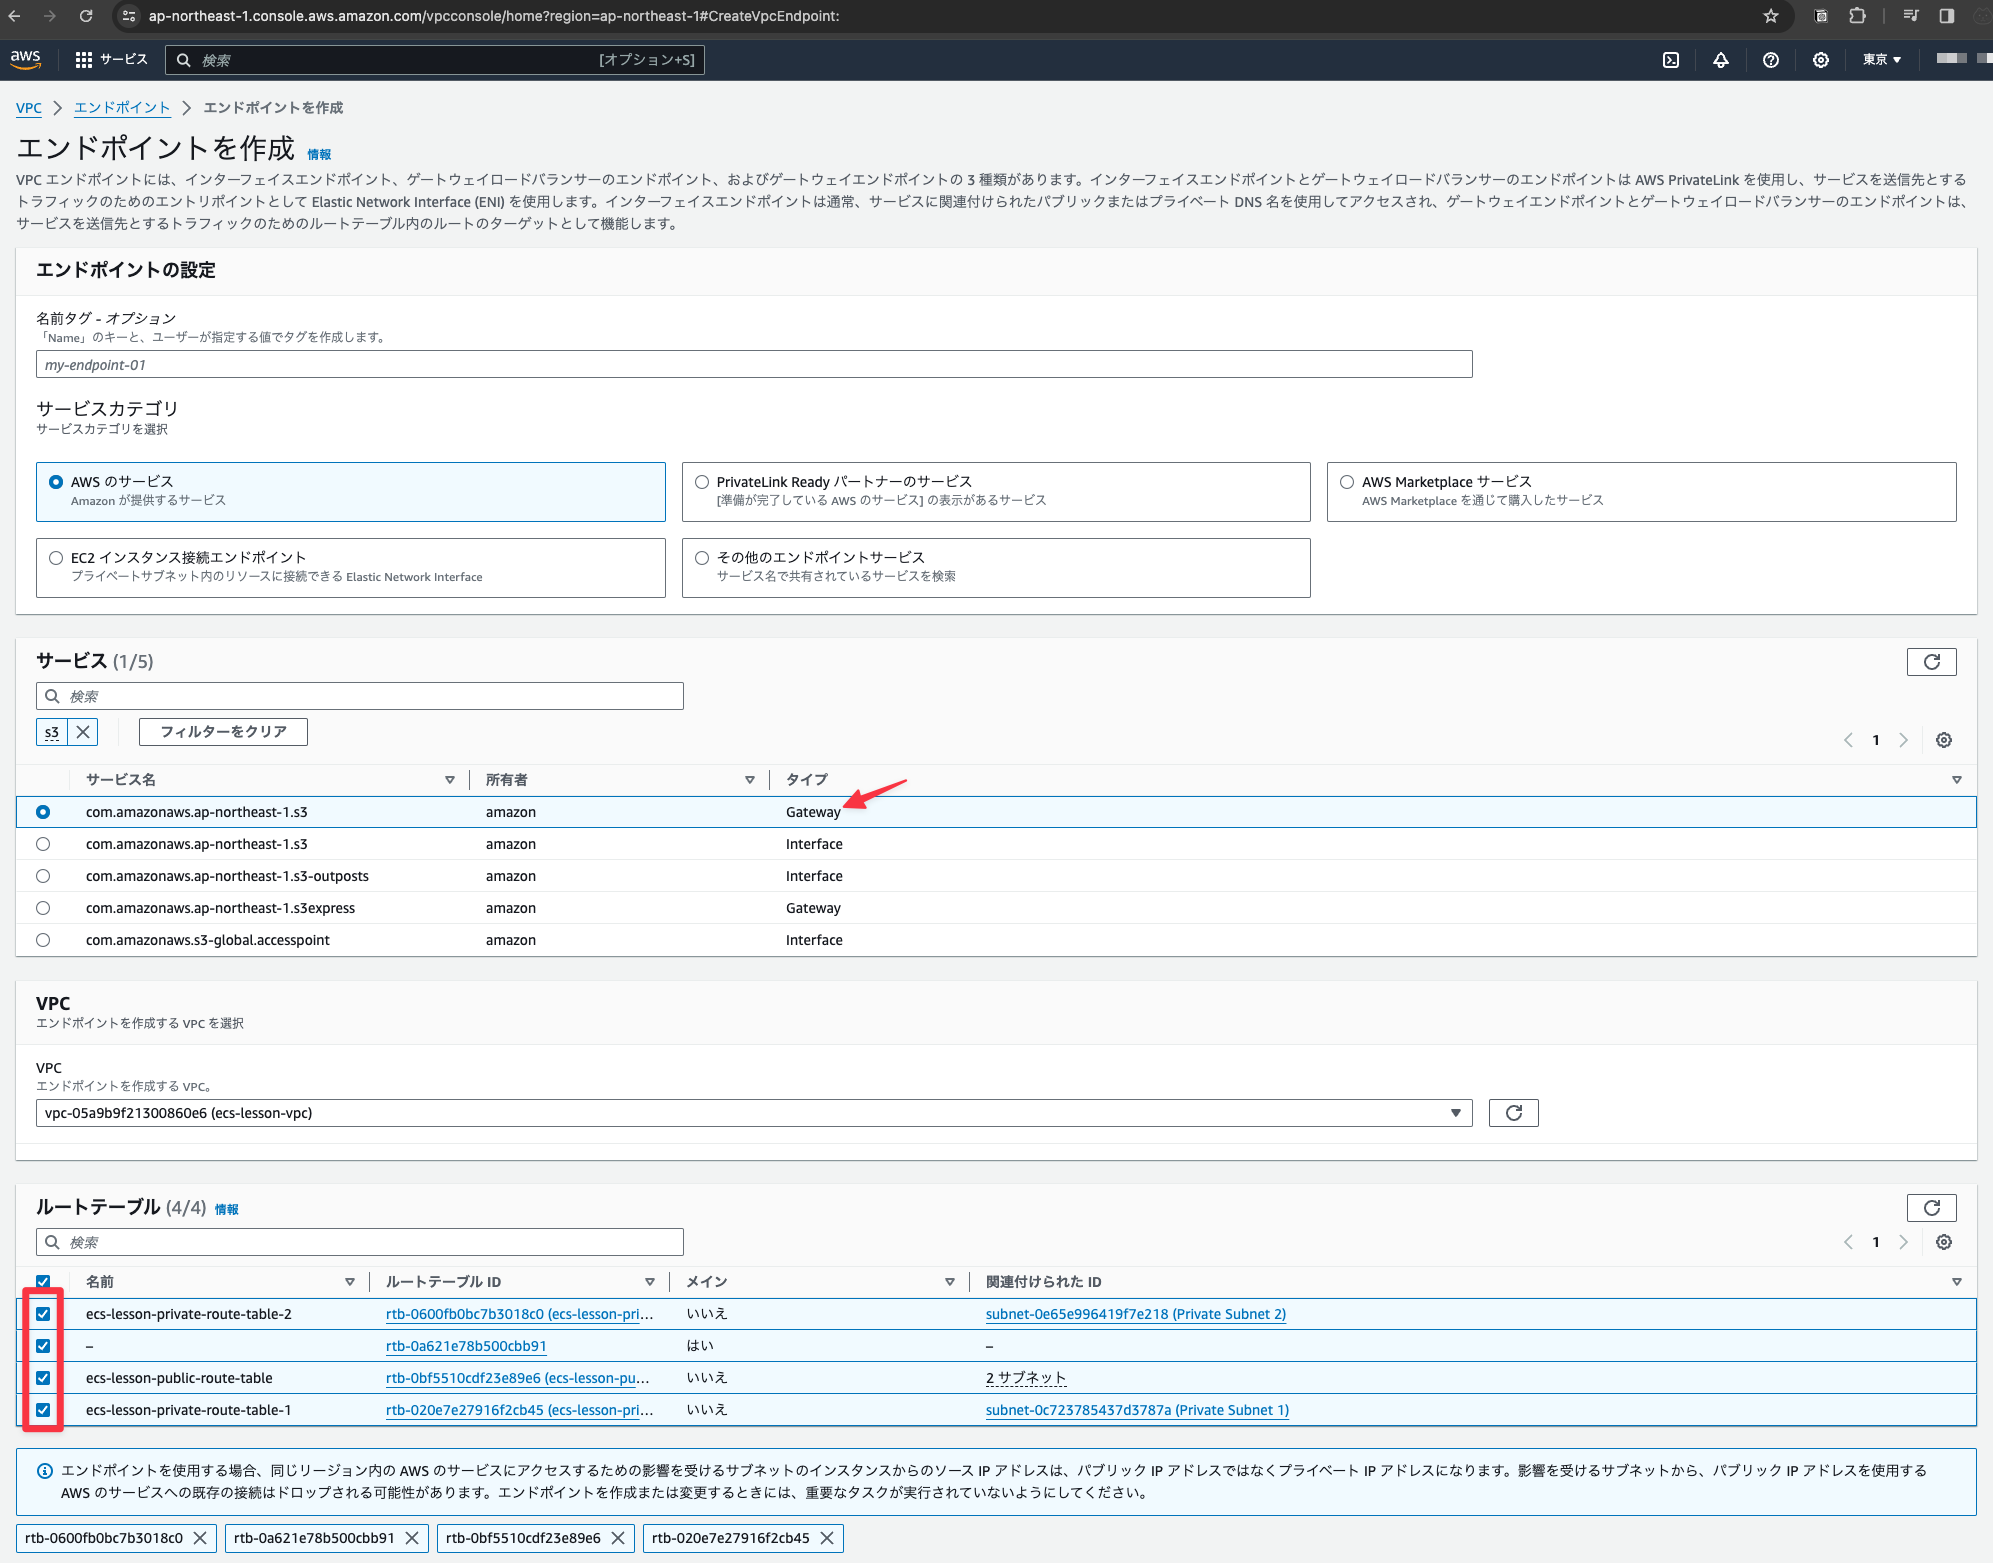 ap-northeast-1.console.aws.amazon.com/vpcconsole/home?region=ap-northeast-1#CreateVpcEndpoint:
aws サービス 検索 [オプション+S] 東京
VPC エンドポイント エンドポイントを作成
エンドポイントを作成 情報
VPC エンドポイントには、インターフェイスエンドポイント、ゲートウェイロードバランサーのエンドポイント、およびゲートウェイエンドポイントの 3 種類があります。インターフェイスエンドポイントとゲートウェイロードバランサーのエンドポイントは AWS PrivateLink を使用し、サービスを送信先とする
トラフィックのためのエントリポイントとして Elastic Network Interface (ENI) を使用します。インターフェイスエンドポイントは通常、サービスに関連付けられたパブリックまたはプライベート DNS 名を使用してアクセスされ、ゲートウェイエンドポイントとゲートウェイロードバランサーのエンドポイントは、
サービスを送信先とするトラフィックのためのルートテーブル内のルートのターゲットとして機能します。
エンドポイントの設定
名前タグ - オプション
「Name」のキーと、ユーザーが指定する値でタグを作成します。
my-endpoint-01
サービスカテゴリ
サービスカテゴリを選択
AWS のサービス
Amazon が提供するサービス
PrivateLink Ready パートナーのサービス
[準備が完了している AWS のサービス] の表示があるサービス
AWS Marketplace サービス
AWS Marketplace を通じて購入したサービス
EC2 インスタンス接続エンドポイント
プライベートサブネット内のリソースに接続できる Elastic Network Interface
その他のエンドポイントサービス
サービス名で共有されているサービスを検索
サービス (1/5)
検索
s3 フィルターをクリア
1
サービス名 所有者 タイプ
com.amazonaws.ap-northeast-1.s3 amazon Gateway
com.amazonaws.ap-northeast-1.s3 amazon Interface
com.amazonaws.ap-northeast-1.s3-outposts amazon Interface
com.amazonaws.ap-northeast-1.s3express amazon Gateway
com.amazonaws.s3-global.accesspoint amazon Interface
VPC
エンドポイントを作成する VPC を選択
VPC
エンドポイントを作成する VPC。
vpc-05a9b9f21300860e6 (ecs-lesson-vpc)
ルートテーブル (4/4) 情報
検索
1
名前 ルートテーブル ID メイン 関連付けられた ID
ecs-lesson-private-route-table-2 rtb-0600fb0bc7b3018c0 (ecs-lesson-pri… いいえ subnet-0e65e996419f7e218 (Private Subnet 2)
– rtb-0a621e78b500cbb91 はい –
ecs-lesson-public-route-table rtb-0bf5510cdf23e89e6 (ecs-lesson-pu… いいえ 2 サブネット
ecs-lesson-private-route-table-1 rtb-020e7e27916f2cb45 (ecs-lesson-pri… いいえ subnet-0c723785437d3787a (Private Subnet 1)
エンドポイントを使用する場合、同じリージョン内の AWS のサービスにアクセスするための影響を受けるサブネットのインスタンスからのソース IP アドレスは、パブリック IP アドレスではなくプライベート IP アドレスになります。影響を受けるサブネットから、パブリック IP アドレスを使用する
AWS のサービスへの既存の接続はドロップされる可能性があります。エンドポイントを作成または変更するときには、重要なタスクが実行されていないようにしてください。
rtb-0600fb0bc7b3018c0 rtb-0a621e78b500cbb91 rtb-0bf5510cdf23e89e6 rtb-020e7e27916f2cb45